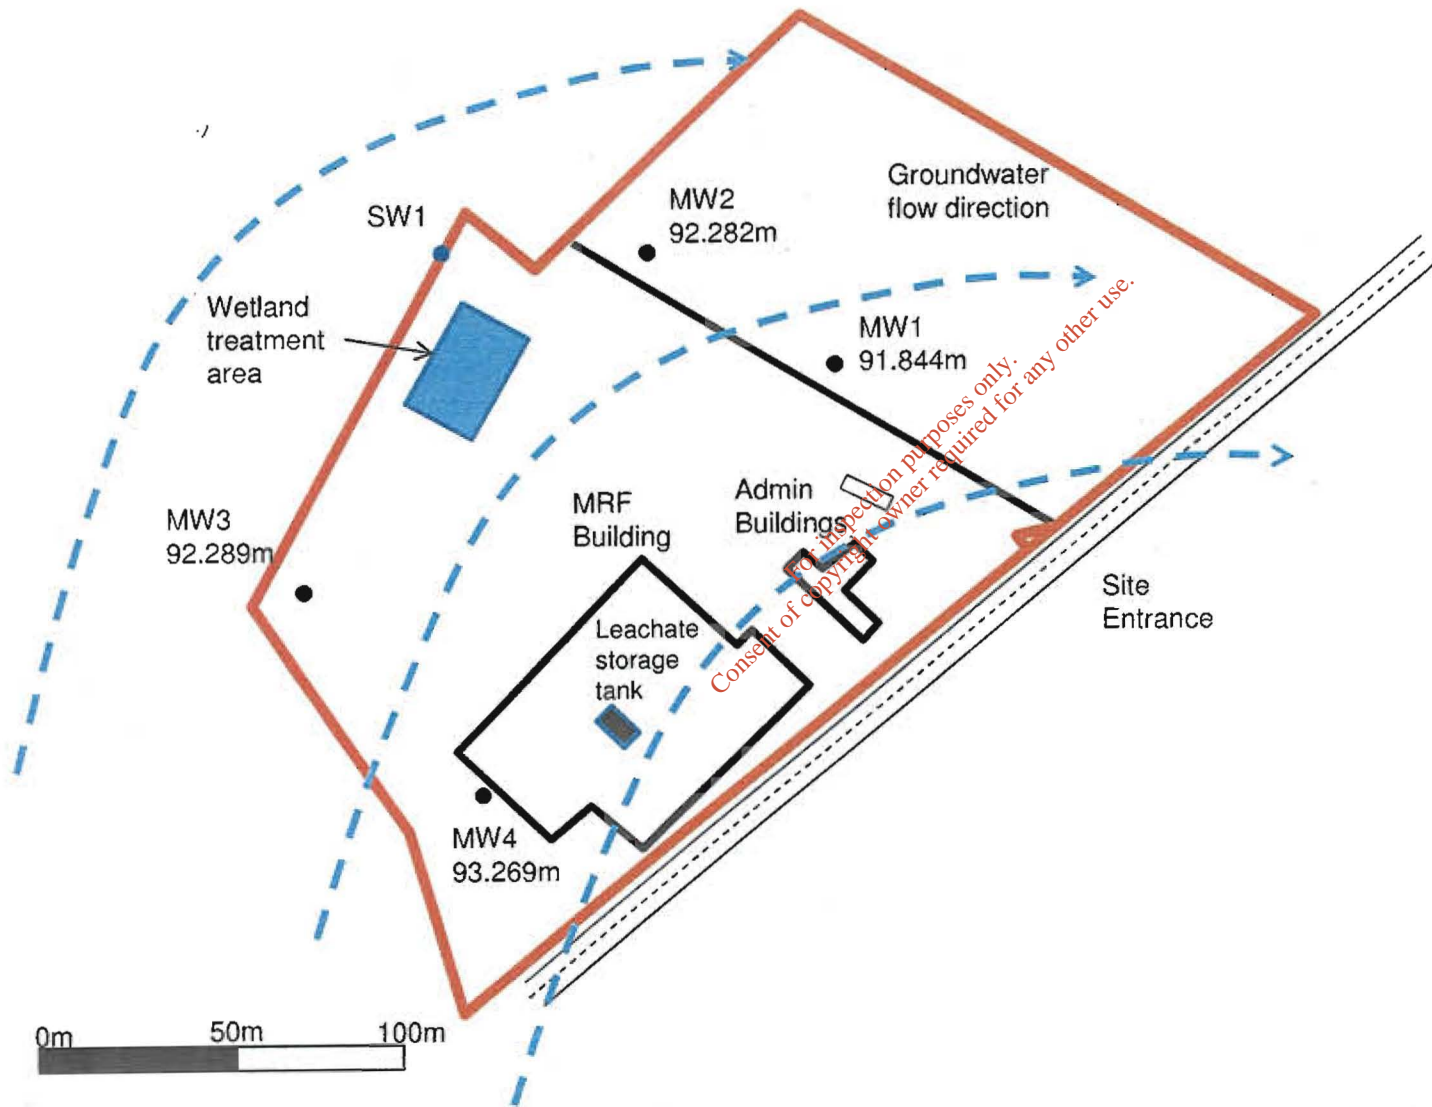 Groundwater
flow direction
MW2
92.282m
SW1
Wetland
treatment
area
MW1
91.844m
MW3
92.289m
MRF
Building
Admin
Buildings
Site
Entrance
Leachate
storage
tank
MW4
93.269m
0m 50m 100m
For inspection purposes only.
Consent of copyright owner required for any other use.